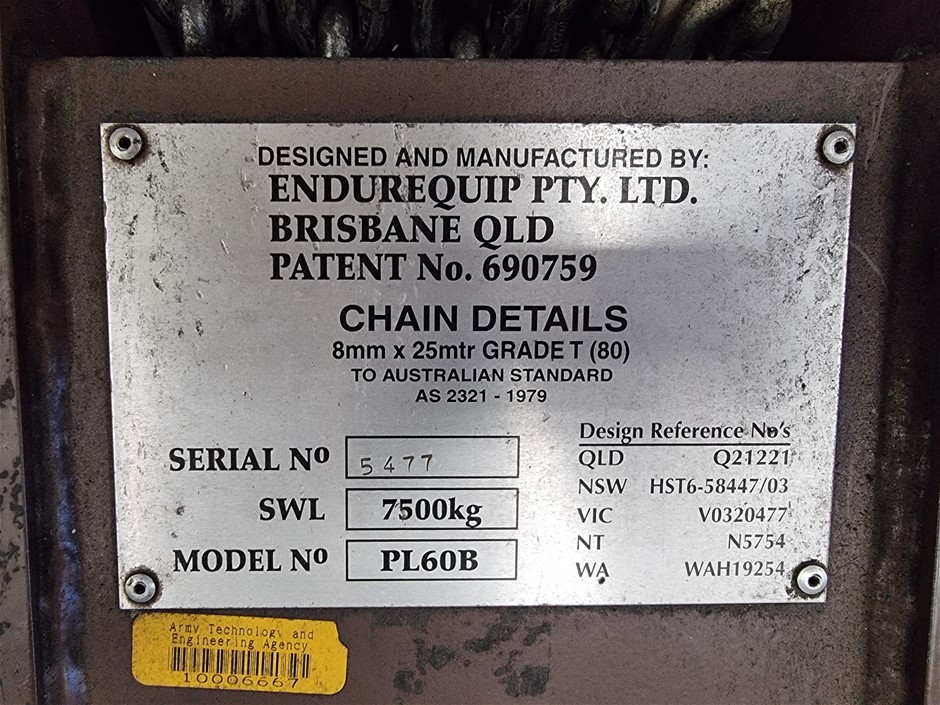 DESIGNED AND MANUFACTURED BY:
ENDUREQUIP PTY. LTD.
BRISBANE QLD
PATENT No. 690759
CHAIN DETAILS
8mm x 25mtr GRADE T (80)
TO AUSTRALIAN STANDARD
AS 2321 - 1979
SERIAL Nº 5477
SWL 7500kg
MODEL Nº PL60B
Design Reference No's
QLD Q21221
NSW HST6-58447/03
VIC V0320477
NT N5754
WA WAH19254
Army Technology and
Engineering Agency
10006667